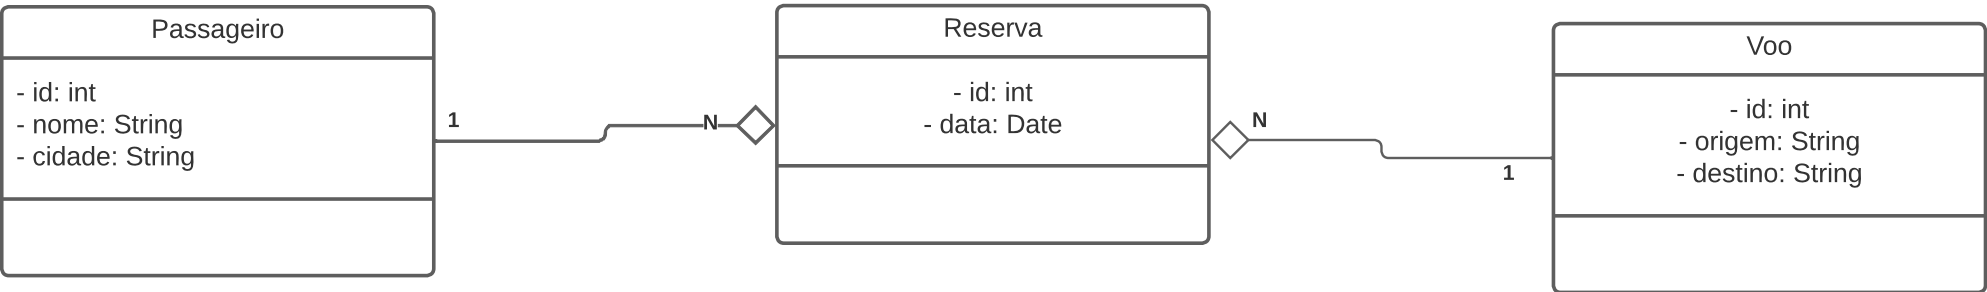 Passageiro
- id: int
- nome: String
- cidade: String
1
N
Reserva
- id: int
- data: Date
N
1
Voo
- id: int
- origem: String
- destino: String